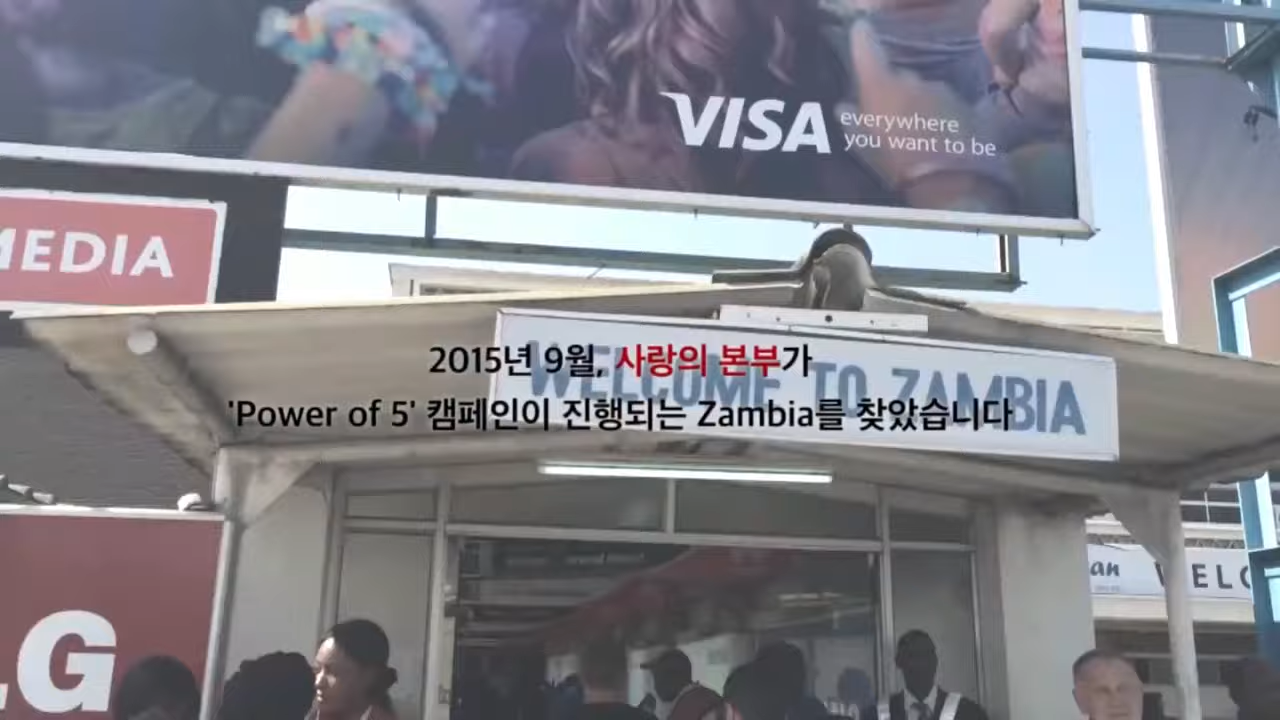 VISA everywhere
you want to be
MEDIA
2015년 9월, 사랑의 본부가
WELCOME TO ZAMBIA
'Power of 5' 캠페인이 진행되는 Zambia를 찾았습니다
an WELC
LG